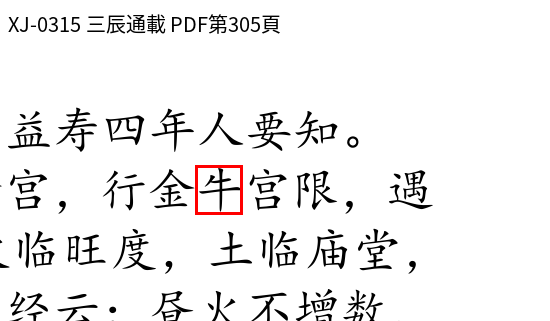 XJ-0315 三辰通載 PDF第305頁
益寿四年人要知。
宫，行金牛宫限，遇
临旺度，土临庙堂，
经云：昼火不增数，